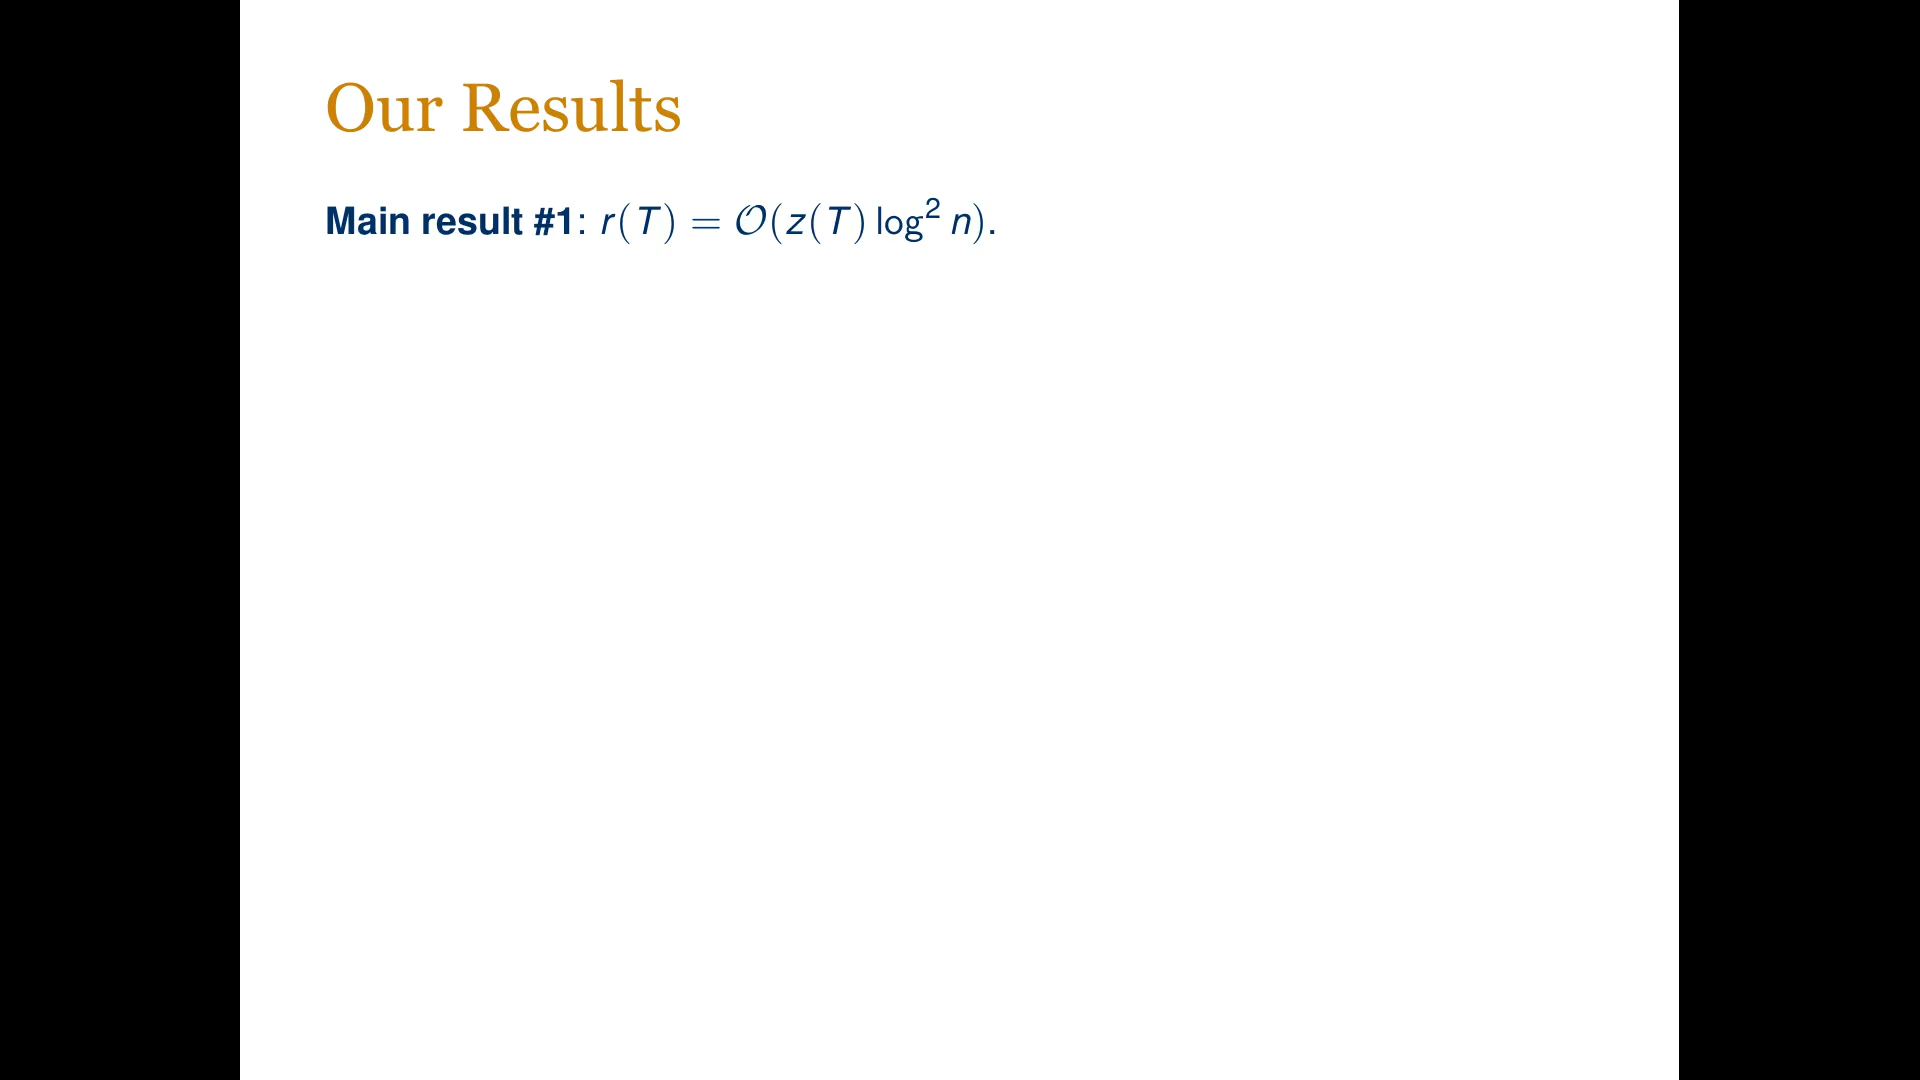 Our Results
Main result #1: r(T) = 𝒪(z(T) log² n).